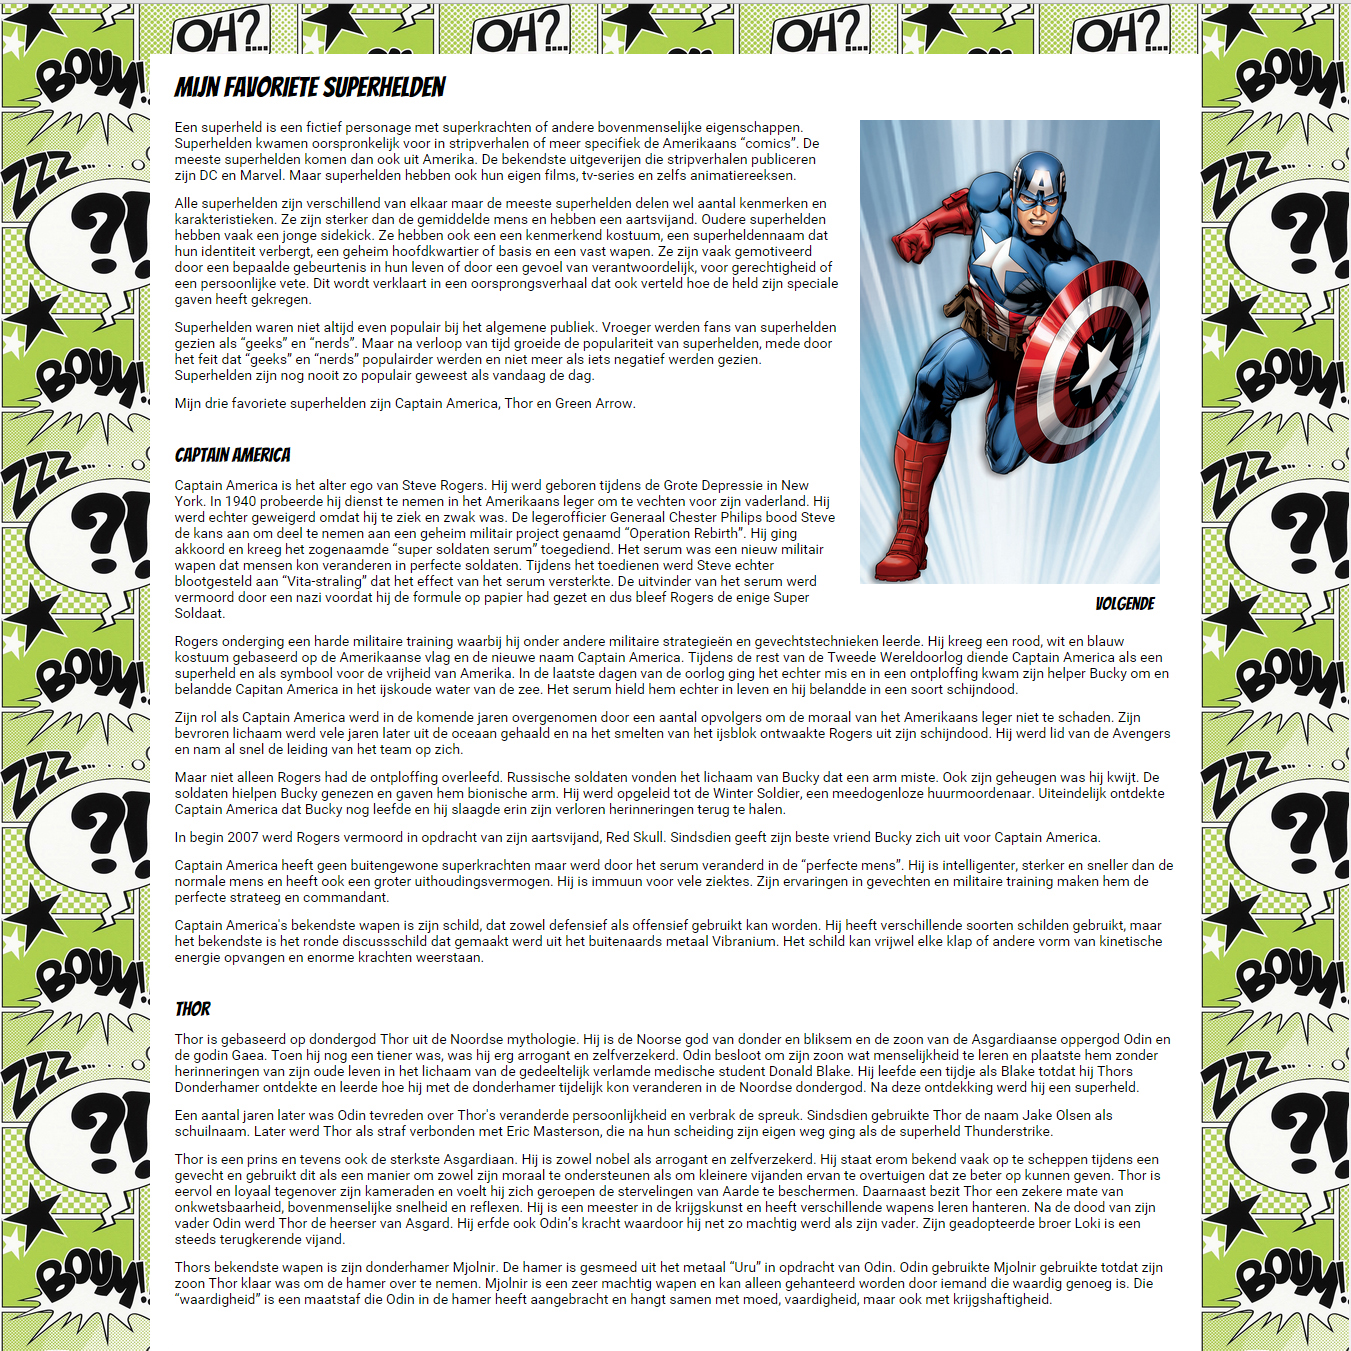 OH?...
OH?...
OH?...
OH?...
BOUM!
BOUM!
MIJN FAVORIETE SUPERHELDEN
Een superheld is een fictief personage met superkrachten of andere bovenmenselijke eigenschappen.
Superhelden kwamen oorspronkelijk voor in stripverhalen of meer specifiek de Amerikaans “comics”. De
meeste superhelden komen dan ook uit Amerika. De bekendste uitgeverijen die stripverhalen publiceren
zijn DC en Marvel. Maar superhelden hebben ook hun eigen films, tv-series en zelfs animatiereeksen.
Alle superhelden zijn verschillend van elkaar maar de meeste superhelden delen wel aantal kenmerken en
karakteristieken. Ze zijn sterker dan de gemiddelde mens en hebben een aartsvijand. Oudere superhelden
hebben vaak een jonge sidekick. Ze hebben ook een een kenmerkend kostuum, een superheldennaam dat
hun identiteit verbergt, een geheim hoofdkwartier of basis en een vast wapen. Ze zijn vaak gemotiveerd
door een bepaalde gebeurtenis in hun leven of door een gevoel van verantwoordelijk, voor gerechtigheid of
een persoonlijke vete. Dit wordt verklaart in een oorsprongsverhaal dat ook verteld hoe de held zijn speciale
gaven heeft gekregen.
Superhelden waren niet altijd even populair bij het algemene publiek. Vroeger werden fans van superhelden
gezien als “geeks” en “nerds”. Maar na verloop van tijd groeide de populariteit van superhelden, mede door
het feit dat “geeks” en “nerds” populairder werden en niet meer als iets negatief werden gezien.
Superhelden zijn nog nooit zo populair geweest als vandaag de dag.
Mijn drie favoriete superhelden zijn Captain America, Thor en Green Arrow.
CAPTAIN AMERICA
Captain America is het alter ego van Steve Rogers. Hij werd geboren tijdens de Grote Depressie in New
York. In 1940 probeerde hij dienst te nemen in het Amerikaans leger om te vechten voor zijn vaderland. Hij
werd echter geweigerd omdat hij te ziek en zwak was. De legerofficier Generaal Chester Philips bood Steve
de kans aan om deel te nemen aan een geheim militair project genaamd “Operation Rebirth”. Hij ging
akkoord en kreeg het zogenaamde “super soldaten serum” toegediend. Het serum was een nieuw militair
wapen dat mensen kon veranderen in perfecte soldaten. Tijdens het toedienen werd Steve echter
blootgesteld aan “Vita-straling” dat het effect van het serum versterkte. De uitvinder van het serum werd
vermoord door een nazi voordat hij de formule op papier had gezet en dus bleef Rogers de enige Super
Soldaat.
VOLGENDE
Rogers onderging een harde militaire training waarbij hij onder andere militaire strategieën en gevechtstechnieken leerde. Hij kreeg een rood, wit en blauw
kostuum gebaseerd op de Amerikaanse vlag en de nieuwe naam Captain America. Tijdens de rest van de Tweede Wereldoorlog diende Captain America als een
superheld en als symbool voor de vrijheid van Amerika. In de laatste dagen van de oorlog ging het echter mis en in een ontploffing kwam zijn helper Bucky om en
belandde Capitan America in het ijskoude water van de zee. Het serum hield hem echter in leven en hij belandde in een soort schijndood.
Zijn rol als Captain America werd in de komende jaren overgenomen door een aantal opvolgers om de moraal van het Amerikaans leger niet te schaden. Zijn
bevroren lichaam werd vele jaren later uit de oceaan gehaald en na het smelten van het ijsblok ontwaakte Rogers uit zijn schijndood. Hij werd lid van de Avengers
en nam al snel de leiding van het team op zich.
Maar niet alleen Rogers had de ontploffing overleefd. Russische soldaten vonden het lichaam van Bucky dat een arm miste. Ook zijn geheugen was hij kwijt. De
soldaten hielpen Bucky genezen en gaven hem bionische arm. Hij werd opgeleid tot de Winter Soldier, een meedogenloze huurmoordenaar. Uiteindelijk ontdekte
Captain America dat Bucky nog leefde en hij slaagde erin zijn verloren herinneringen terug te halen.
In begin 2007 werd Rogers vermoord in opdracht van zijn aartsvijand, Red Skull. Sindsdien geeft zijn beste vriend Bucky zich uit voor Captain America.
Captain America heeft geen buitengewone superkrachten maar werd door het serum veranderd in de “perfecte mens”. Hij is intelligenter, sterker en sneller dan de
normale mens en heeft ook een groter uithoudingsvermogen. Hij is immuun voor vele ziektes. Zijn ervaringen in gevechten en militaire training maken hem de
perfecte strateeg en commandant.
Captain America's bekendste wapen is zijn schild, dat zowel defensief als offensief gebruikt kan worden. Hij heeft verschillende soorten schilden gebruikt, maar
het bekendste is het ronde discussschild dat gemaakt werd uit het buitenaards metaal Vibranium. Het schild kan vrijwel elke klap of andere vorm van kinetische
energie opvangen en enorme krachten weerstaan.
THOR
Thor is gebaseerd op dondergod Thor uit de Noordse mythologie. Hij is de Noorse god van donder en bliksem en de zoon van de Asgardiaanse oppergod Odin en
de godin Gaea. Toen hij nog een tiener was, was hij erg arrogant en zelfverzekerd. Odin besloot om zijn zoon wat menselijkheid te leren en plaatste hem zonder
herinneringen van zijn oude leven in het lichaam van de gedeeltelijk verlamde medische student Donald Blake. Hij leefde een tijdje als Blake totdat hij Thors
Donderhamer ontdekte en leerde hoe hij met de donderhamer tijdelijk kon veranderen in de Noordse dondergod. Na deze ontdekking werd hij een superheld.
Een aantal jaren later was Odin tevreden over Thor's veranderde persoonlijkheid en verbrak de spreuk. Sindsdien gebruikte Thor de naam Jake Olsen als
schuilnaam. Later werd Thor als straf verbonden met Eric Masterson, die na hun scheiding zijn eigen weg ging als de superheld Thunderstrike.
Thor is een prins en tevens ook de sterkste Asgardiaan. Hij is zowel nobel als arrogant en zelfverzekerd. Hij staat erom bekend vaak op te scheppen tijdens een
gevecht en gebruikt dit als een manier om zowel zijn moraal te ondersteunen als om kleinere vijanden ervan te overtuigen dat ze beter op kunnen geven. Thor is
eervol en loyaal tegenover zijn kameraden en voelt hij zich geroepen de stervelingen van Aarde te beschermen. Daarnaast bezit Thor een zekere mate van
onkwetsbaarheid, bovenmenselijke snelheid en reflexen. Hij is een meester in de krijgskunst en heeft verschillende wapens leren hanteren. Na de dood van zijn
vader Odin werd Thor de heerser van Asgard. Hij erfde ook Odin’s kracht waardoor hij net zo machtig werd als zijn vader. Zijn geadopteerde broer Loki is een
steeds terugkerende vijand.
Thors bekendste wapen is zijn donderhamer Mjolnir. De hamer is gesmeed uit het metaal “Uru” in opdracht van Odin. Odin gebruikte Mjolnir gebruikte totdat zijn
zoon Thor klaar was om de hamer over te nemen. Mjolnir is een zeer machtig wapen en kan alleen gehanteerd worden door iemand die waardig genoeg is. Die
“waardigheid” is een maatstaf die Odin in de hamer heeft aangebracht en hangt samen met moed, vaardigheid, maar ook met krijgshaftigheid.
ZZZ...
ZZZ...
?!
?!
BOUM!
BOUM!
ZZZ...
ZZZ...
?!
?!
BOUM!
BOUM!
ZZZ...
ZZZ...
?!
?!
BOUM!
BOUM!
ZZZ...
ZZZ...
?!
?!
BOUM!
BOUM!